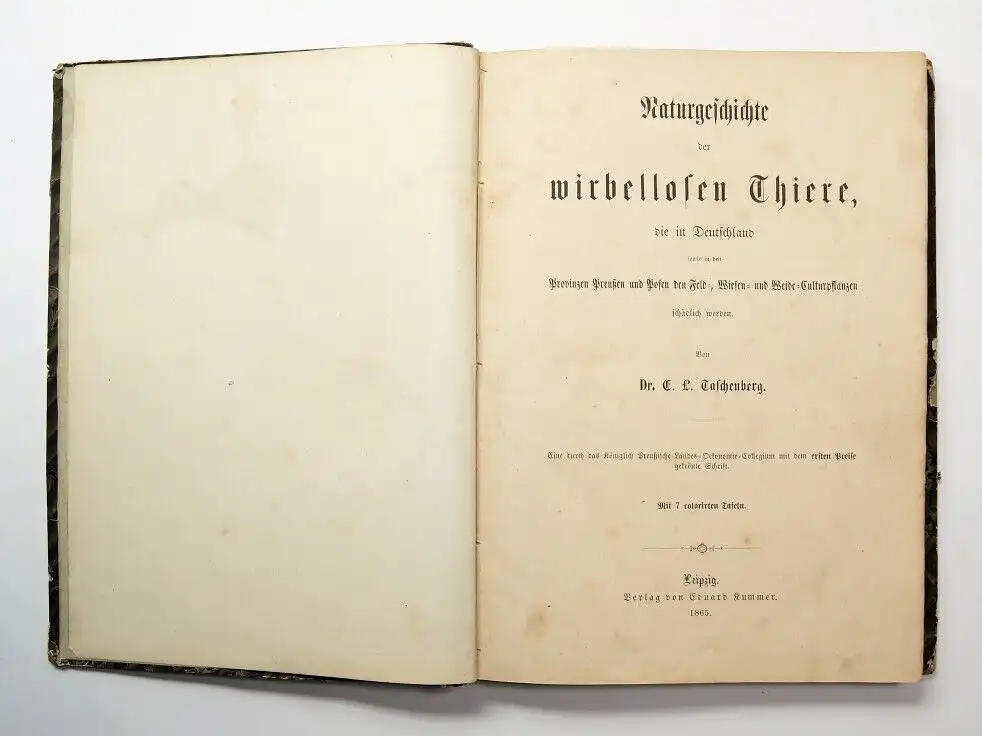 Naturgeschichte
der
wirbellosen Thiere,
die in Deutschland
sowie in den
Provinzen Preußen und Posen den Feld-, Wiesen- und Weide-Culturpflanzen
schädlich werden.
Von
Dr. E. L. Taschenberg.
Eine durch das Königlich Preußische Landes-Oekonomie-Collegium mit dem ersten Preise
gekrönte Schrift.
Mit 7 colorirten Tafeln.
Leipzig.
Verlag von Eduard Kummer.
1865.